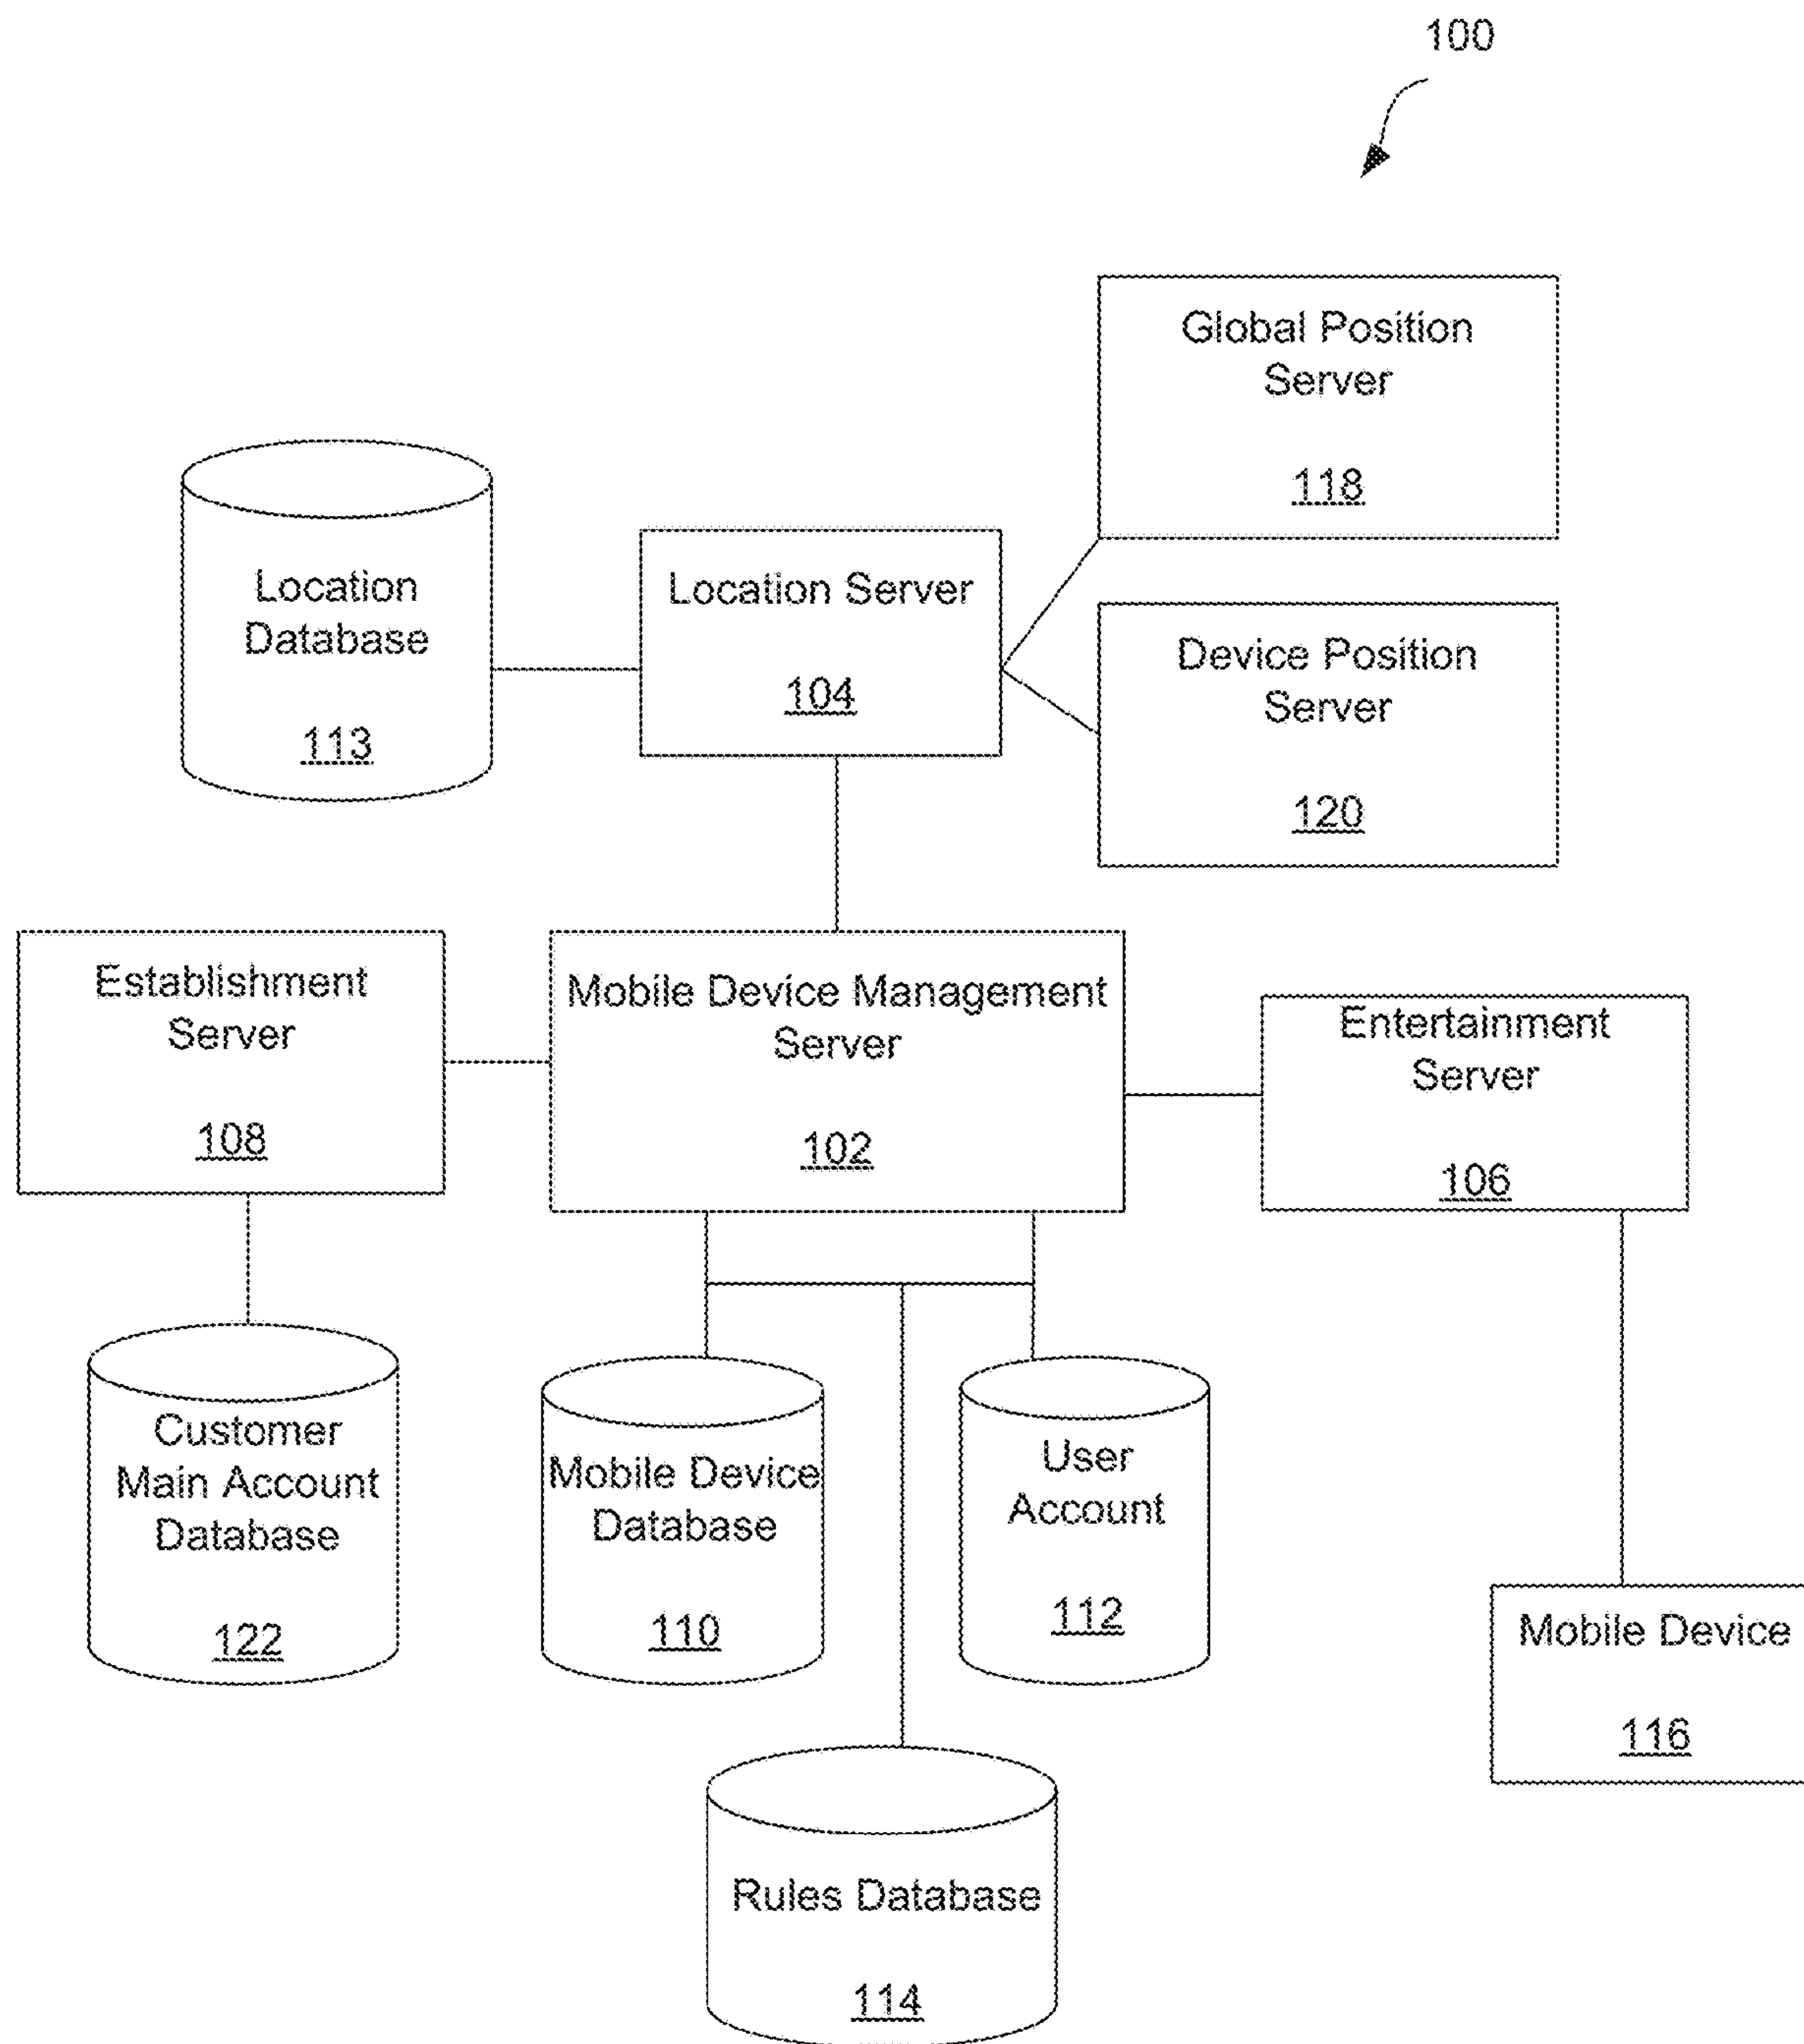 100
Global Position
Server
118
Location
Database
113
Location Server
104
Device Position
Server
120
Establishment
Server
108
Mobile Device Management
Server
102
Entertainment
Server
106
Customer
Main Account
Database
122
Mobile Device
Database
110
User
Account
112
Mobile Device
116
Rules Database
114